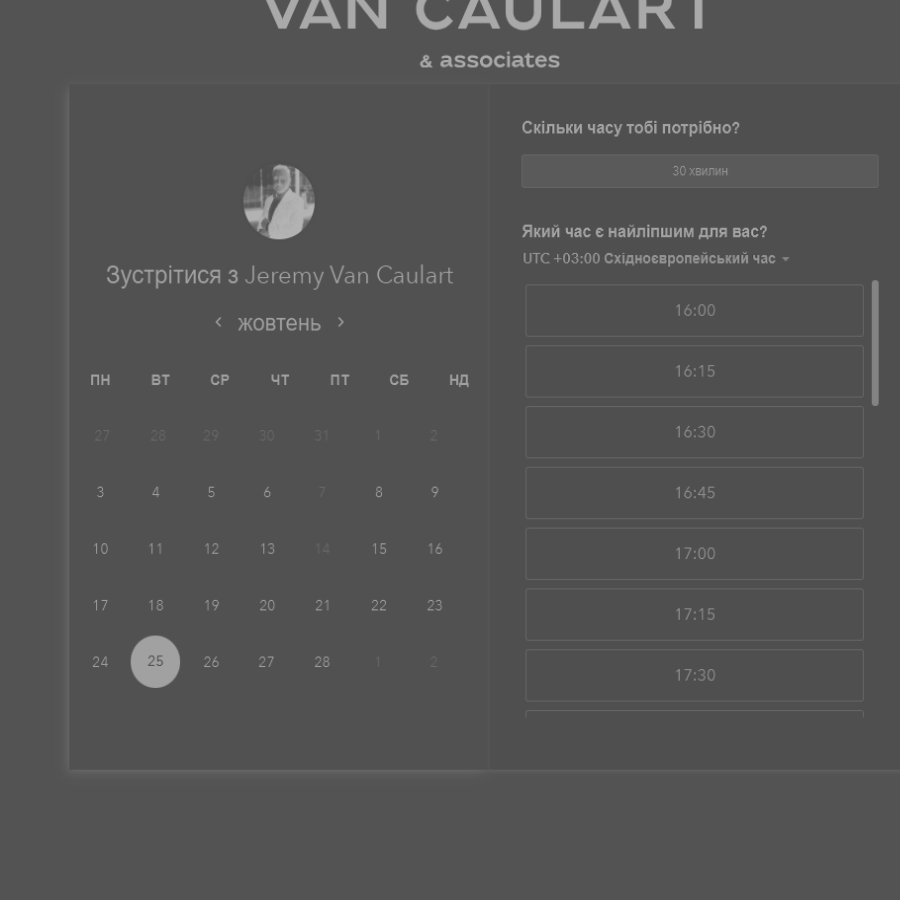 VAN CAULART
& associates
Зустрітися з Jeremy Van Caulart
жовтень
ПН ВТ СР ЧТ ПТ СБ НД
27 28 29 30 31 1 2
3 4 5 6 7 8 9
10 11 12 13 14 15 16
17 18 19 20 21 22 23
24 25 26 27 28 1 2
Скільки часу тобі потрібно?
30 хвилин
Який час є найліпшим для вас?
UTC +03:00 Східноєвропейський час
16:00
16:15
16:30
16:45
17:00
17:15
17:30